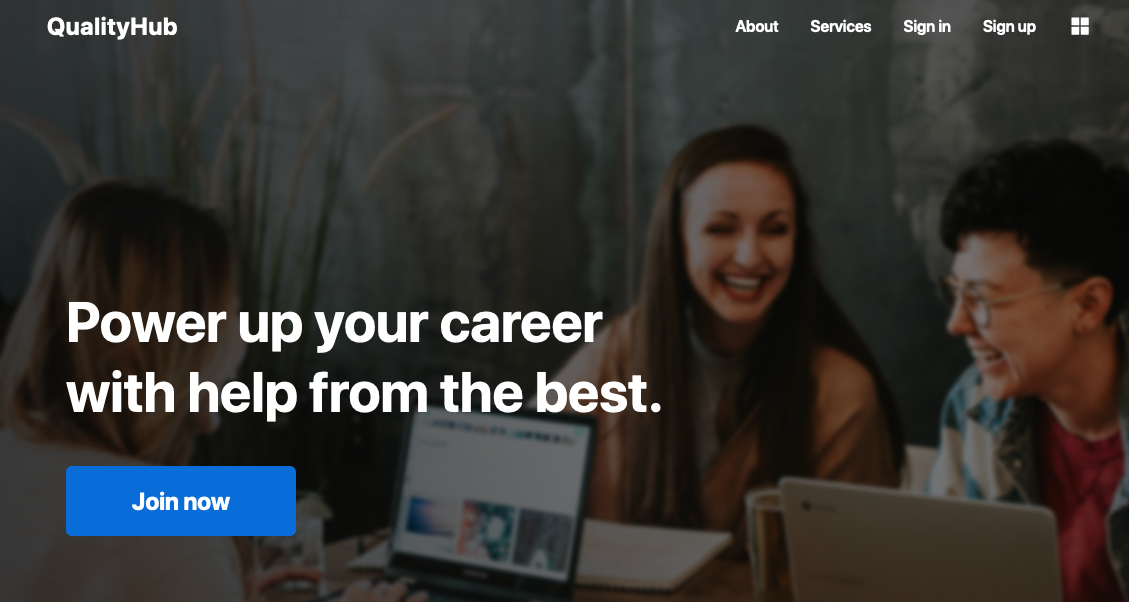 QualityHub
About
Services
Sign in
Sign up
Power up your career
with help from the best.
Join now